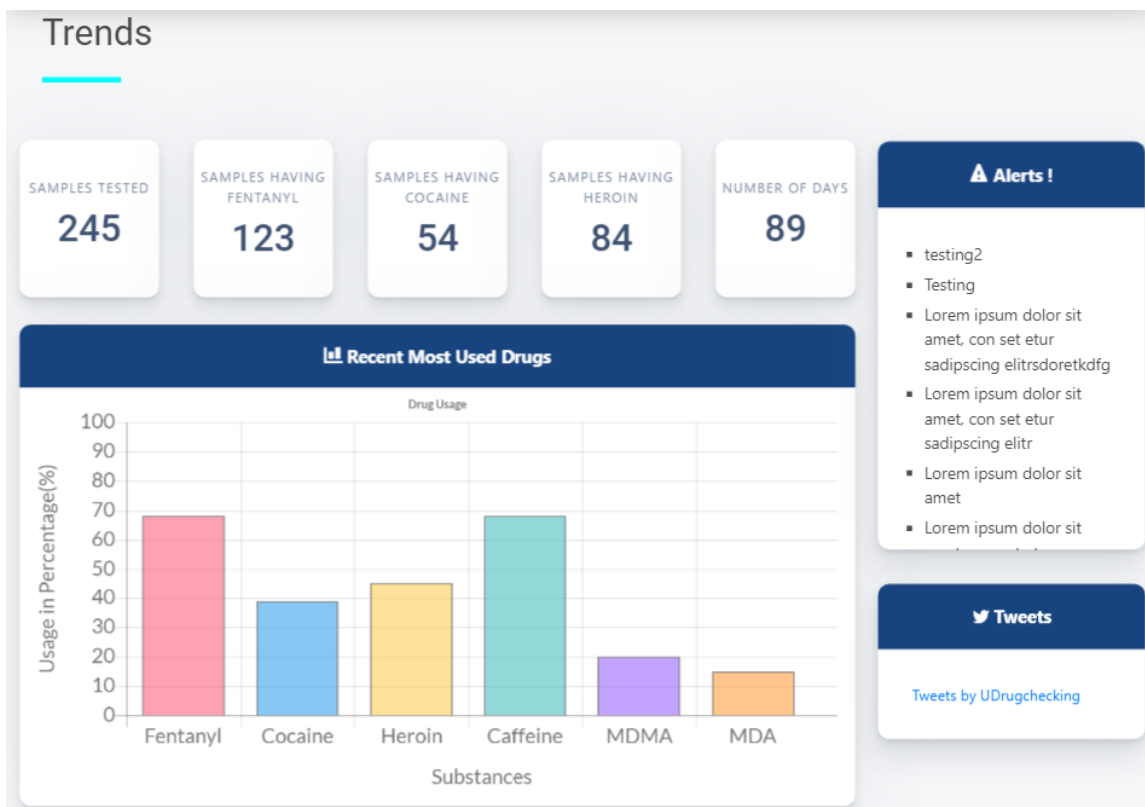 Trends
SAMPLES TESTED
245
SAMPLES HAVING
FENTANYL
123
SAMPLES HAVING
COCAINE
54
SAMPLES HAVING
HEROIN
84
NUMBER OF DAYS
89
Recent Most Used Drugs
Drug Usage
Usage in Percentage(%)
100
90
80
70
60
50
40
30
20
10
0
Fentanyl Cocaine Heroin Caffeine MDMA MDA
Substances
Alerts !
testing2
Testing
Lorem ipsum dolor sit
amet, con set etur
sadipscing elitrsdoretkdfg
Lorem ipsum dolor sit
amet, con set etur
sadipscing elitr
Lorem ipsum dolor sit
amet
Lorem ipsum dolor sit
Tweets
Tweets by UDrugchecking